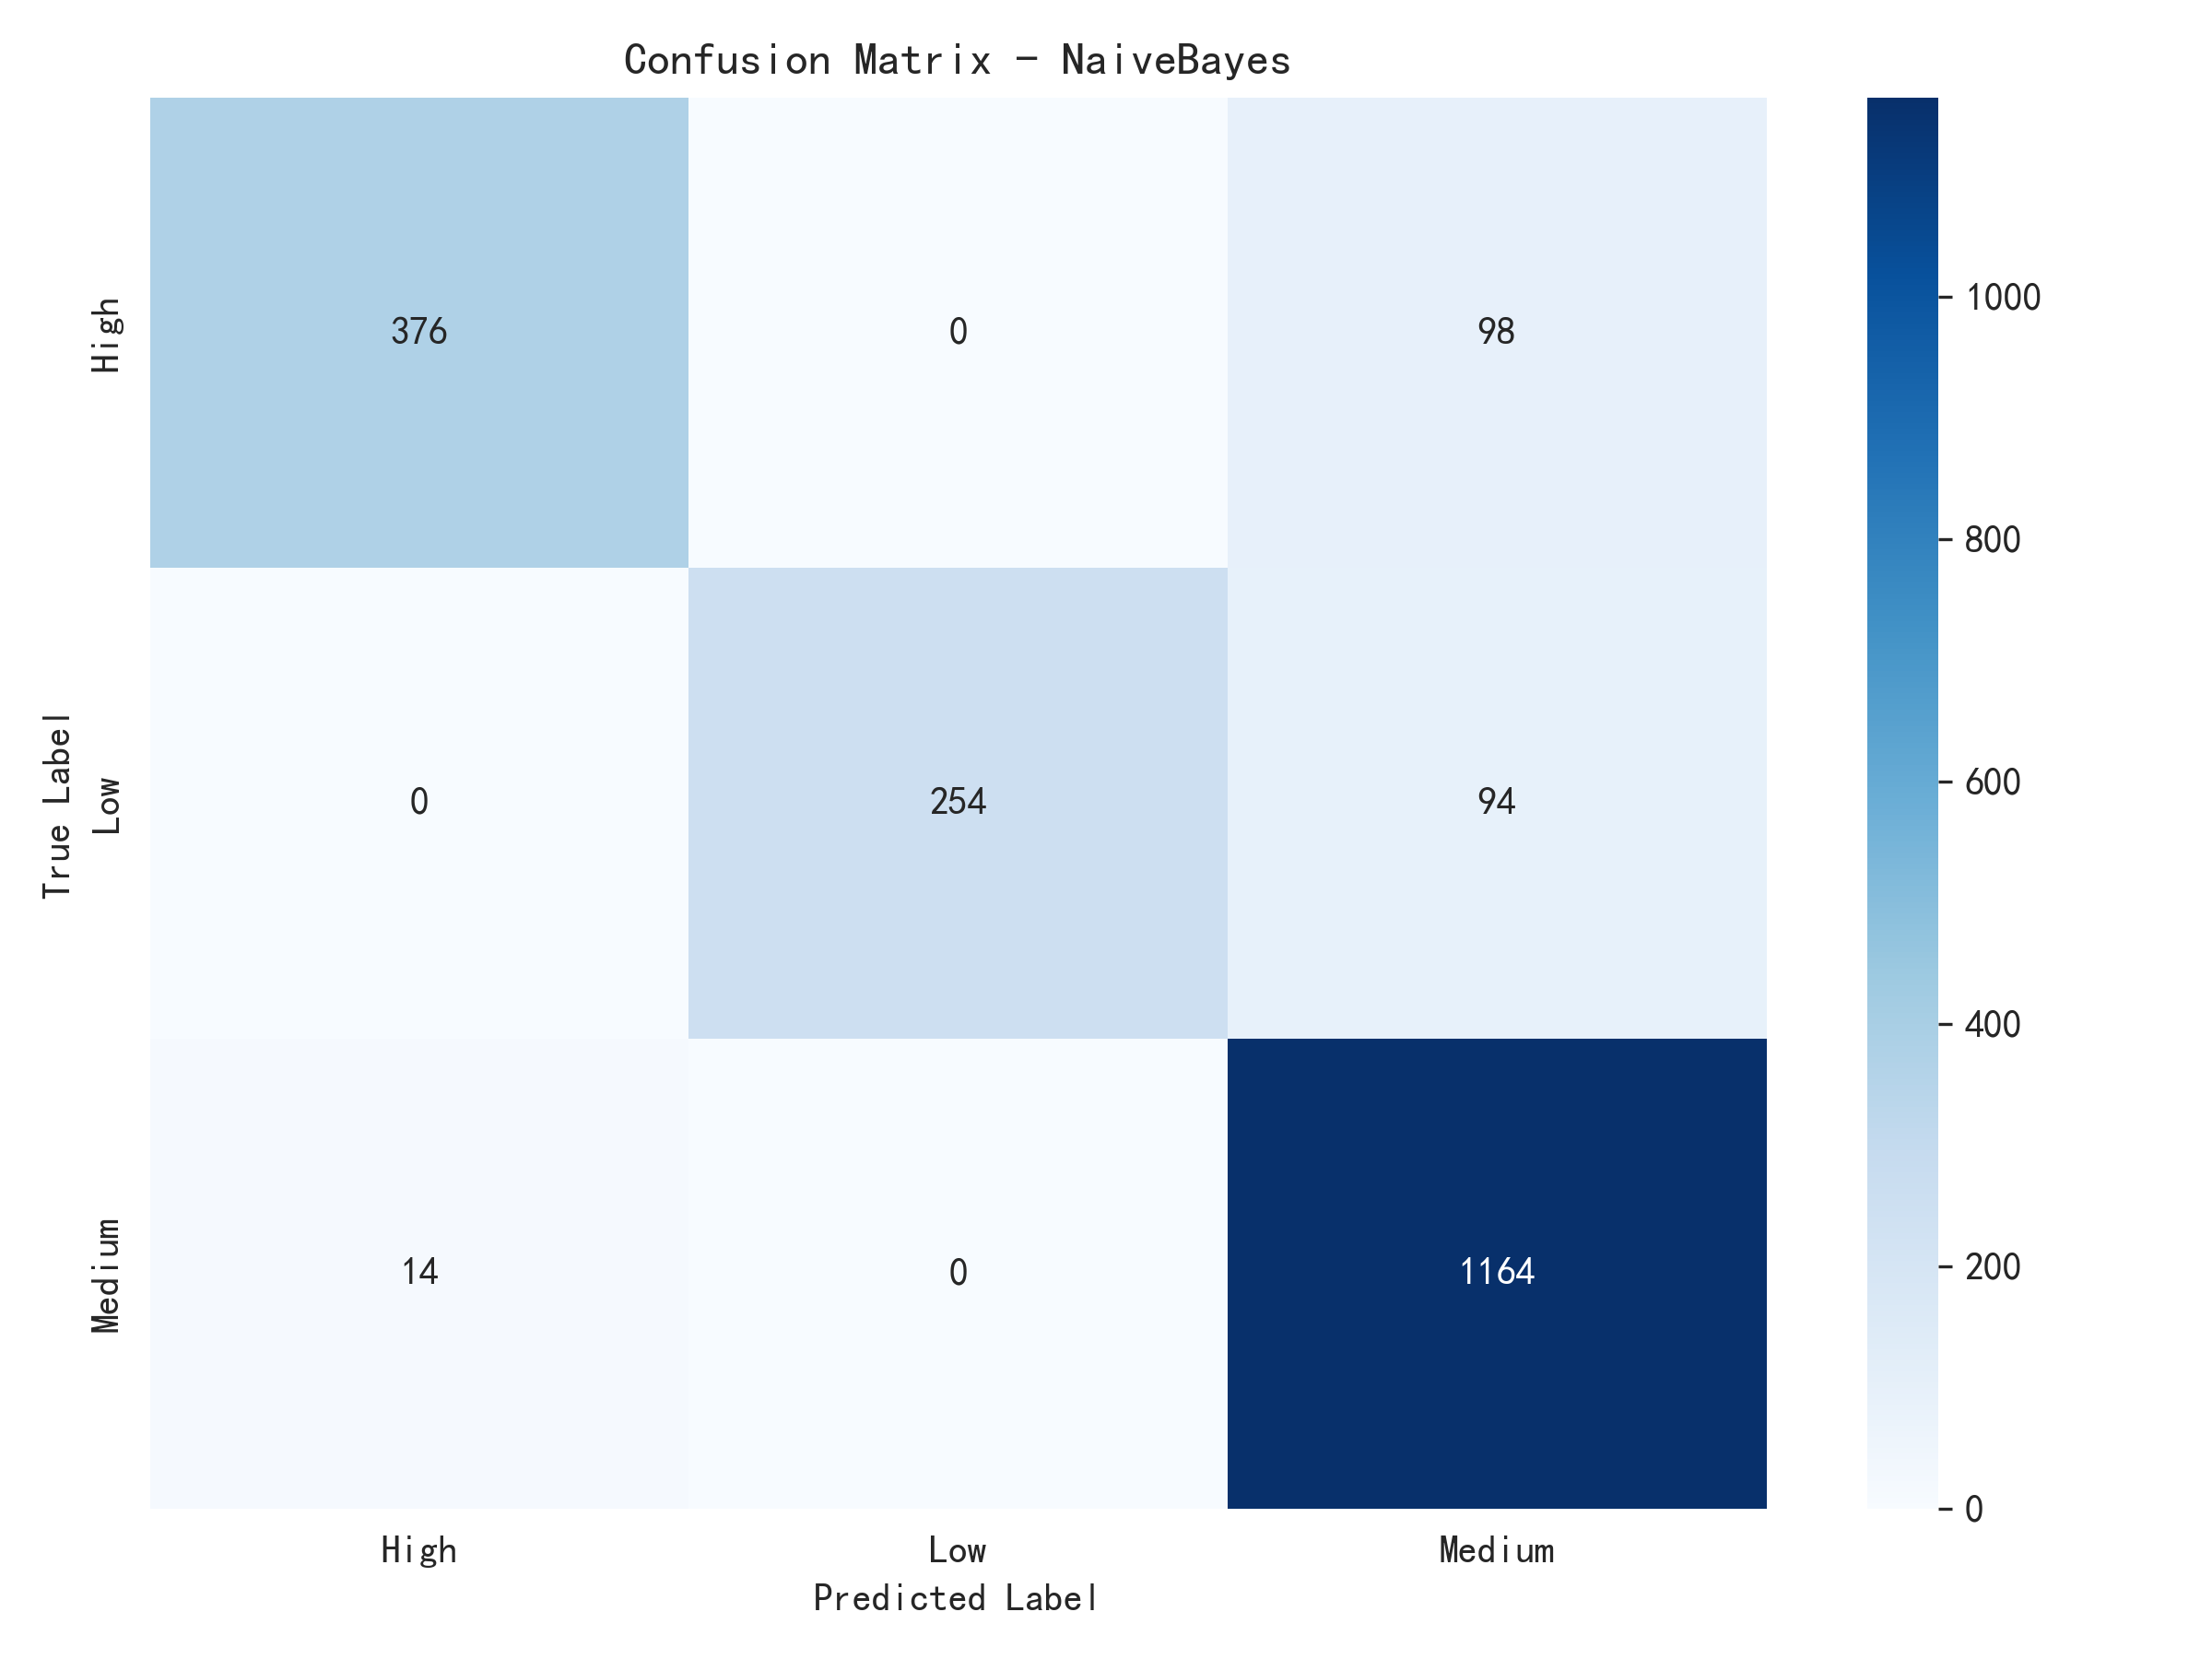 Confusion Matrix - NaiveBayes
True Label
High
376
0
98
Low
0
254
94
Medium
14
0
1164
High
Low
Medium
Predicted Label
1000
800
600
400
200
0